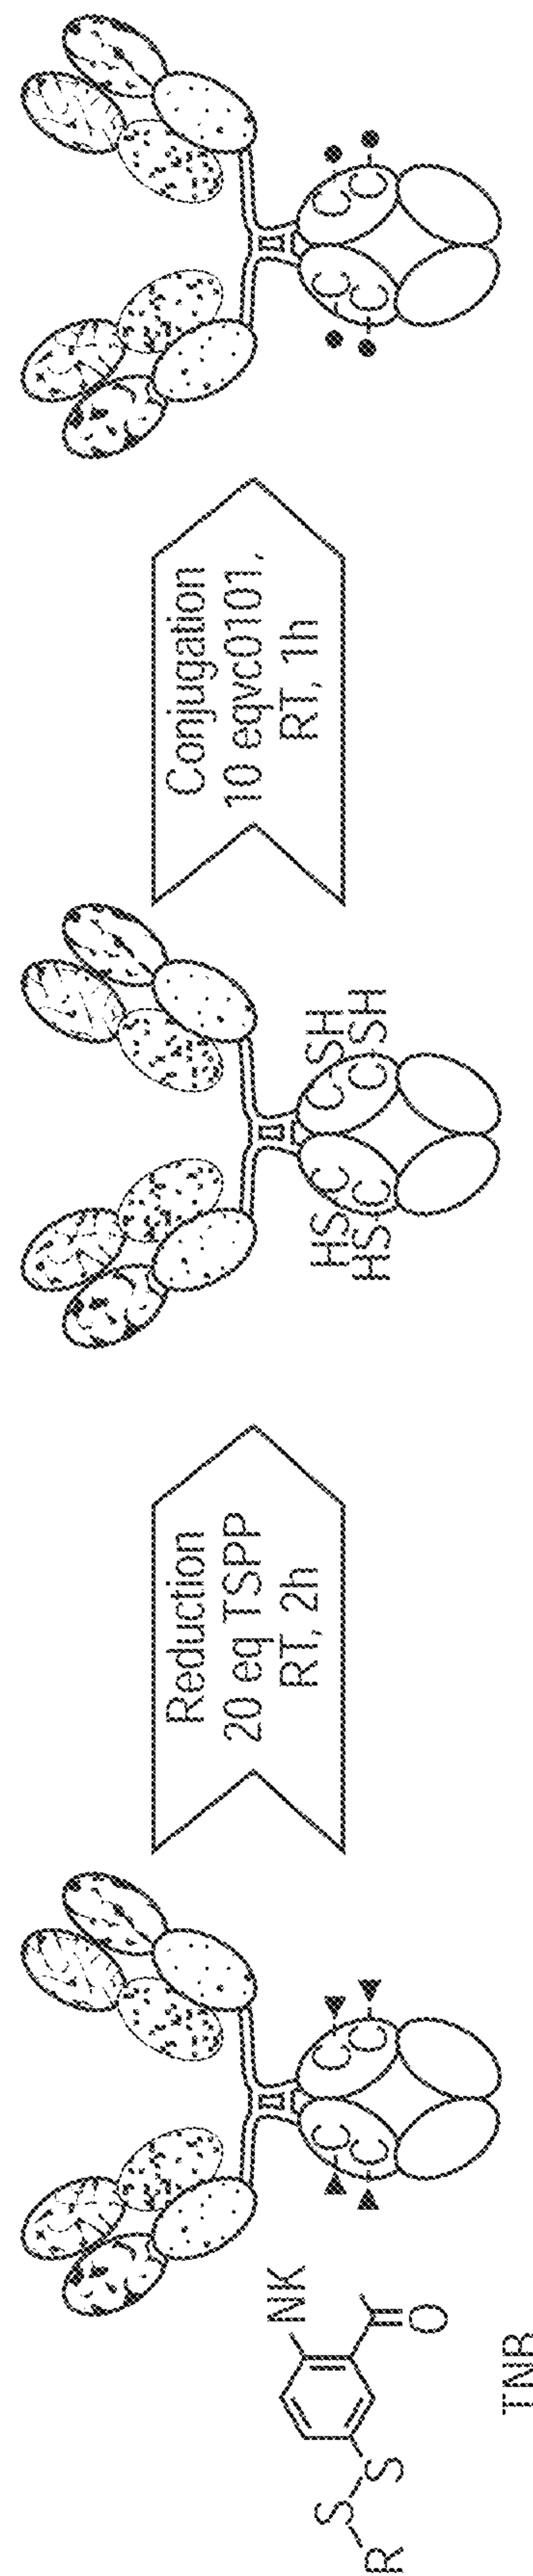 R
S
S
NK
O
TNB
C
C
C
C
Reduction
20 eq TSPP
RT, 2h
HS-C
HS-C
C-SH
C-SH
Conjugation
10 eqvc0101,
RT, 1h
C
C
C
C